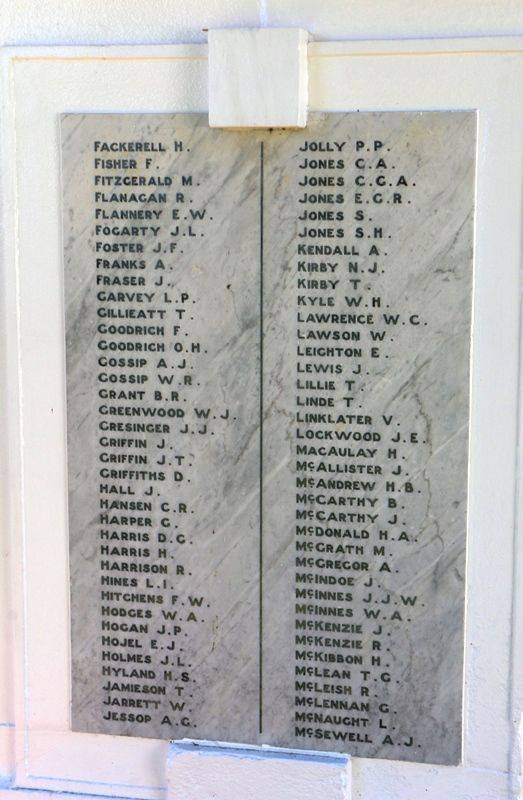 FACKERELL H.
FISHER F.
FITZGERALD M.
FLANAGAN R.
FLANNERY E.W.
FOGARTY J.L.
FOSTER J.F.
FRANKS A.
FRASER J.
GARVEY L.P.
GILLIEATT T.
GOODRICH F.
GOODRICH O.H.
GOSSIP A.J.
GOSSIP W.R.
GRANT B.R.
GREENWOOD W.J.
GRESINGER J.J.
GRIFFIN J.
GRIFFIN J.T.
GRIFFITHS D.
HALL J.
HANSEN C.R.
HARPER G.
HARRIS D.G.
HARRIS H.
HARRISON R.
HINES L.I.
HITCHENS F.W.
HODGES W.A.
HOGAN J.P.
HOJEL E.J.
HOLMES J.L.
HYLAND H.S.
JAMIESON T.
JARRETT W.
JESSOP A.G.
JOLLY P.P.
JONES C.A.
JONES C.G.A.
JONES E.G.R.
JONES S.
JONES S.H.
KENDALL A.
KIRBY N.J.
KIRBY T.
KYLE W.H.
LAWRENCE W.C.
LAWSON W.
LEIGHTON E.
LEWIS J.
LILLIE T.
LINDE T.
LINKLATER V.
LOCKWOOD J.E.
MACAULAY H.
McALLISTER J.
McANDREW H.B.
McCARTHY B.
McCARTHY J.
McDONALD H.A.
McGRATH M.
McGREGOR A.
McINDOE J.
McINNES J.J.W.
McINNES W.A.
McKENZIE J.
McKENZIE R.
McKIBBON H.
McLEAN T.G.
McLEISH R.
McLENNAN G.
McNAUGHT L.
McSEWELL A.J.